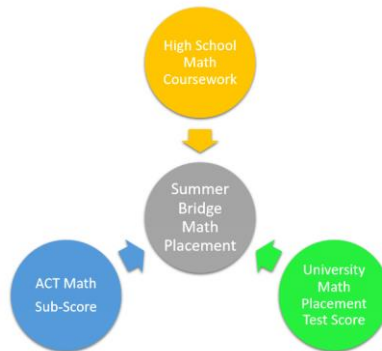 High School
Math
Coursework
Summer
Bridge
Math
Placement
ACT Math
Sub-Score
University
Math
Placement
Test Score